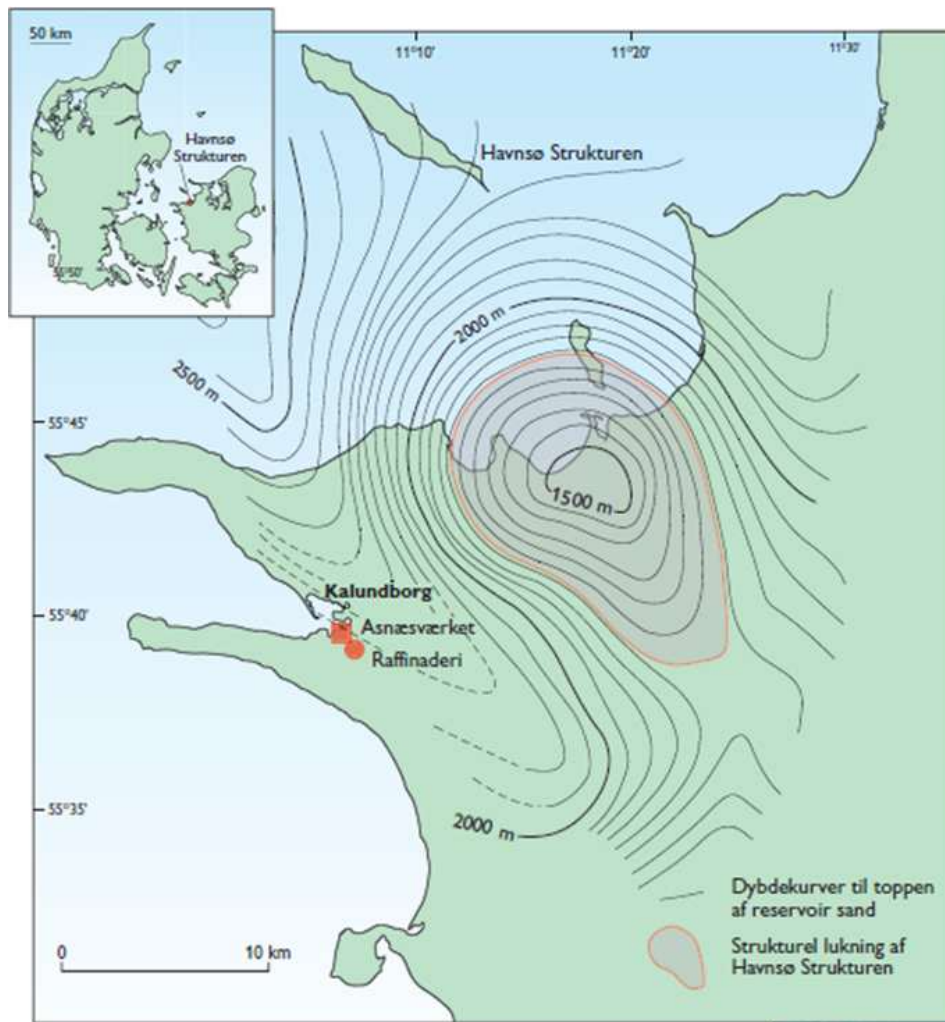 50 km
Havnsø
Strukturen
55°50'
11°10'
11°20'
11°30'
Havnsø Strukturen
2000 m
2500 m
55°45'
1500 m
55°40'
Kalundborg
Asnæsværket
Raffinaderi
55°35'
2000 m
0
10 km
Dybdekurver til toppen
af reservoir sand
Strukturel lukning af
Havnsø Strukturen